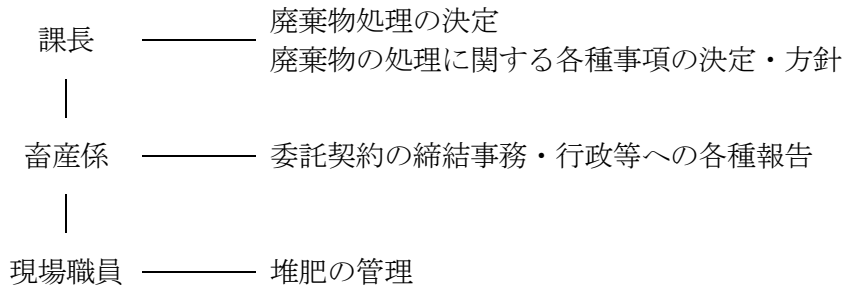 課長
廃棄物処理の決定
廃棄物の処理に関する各種事項の決定・方針
畜産係
委託契約の締結事務・行政等への各種報告
現場職員
堆肥の管理